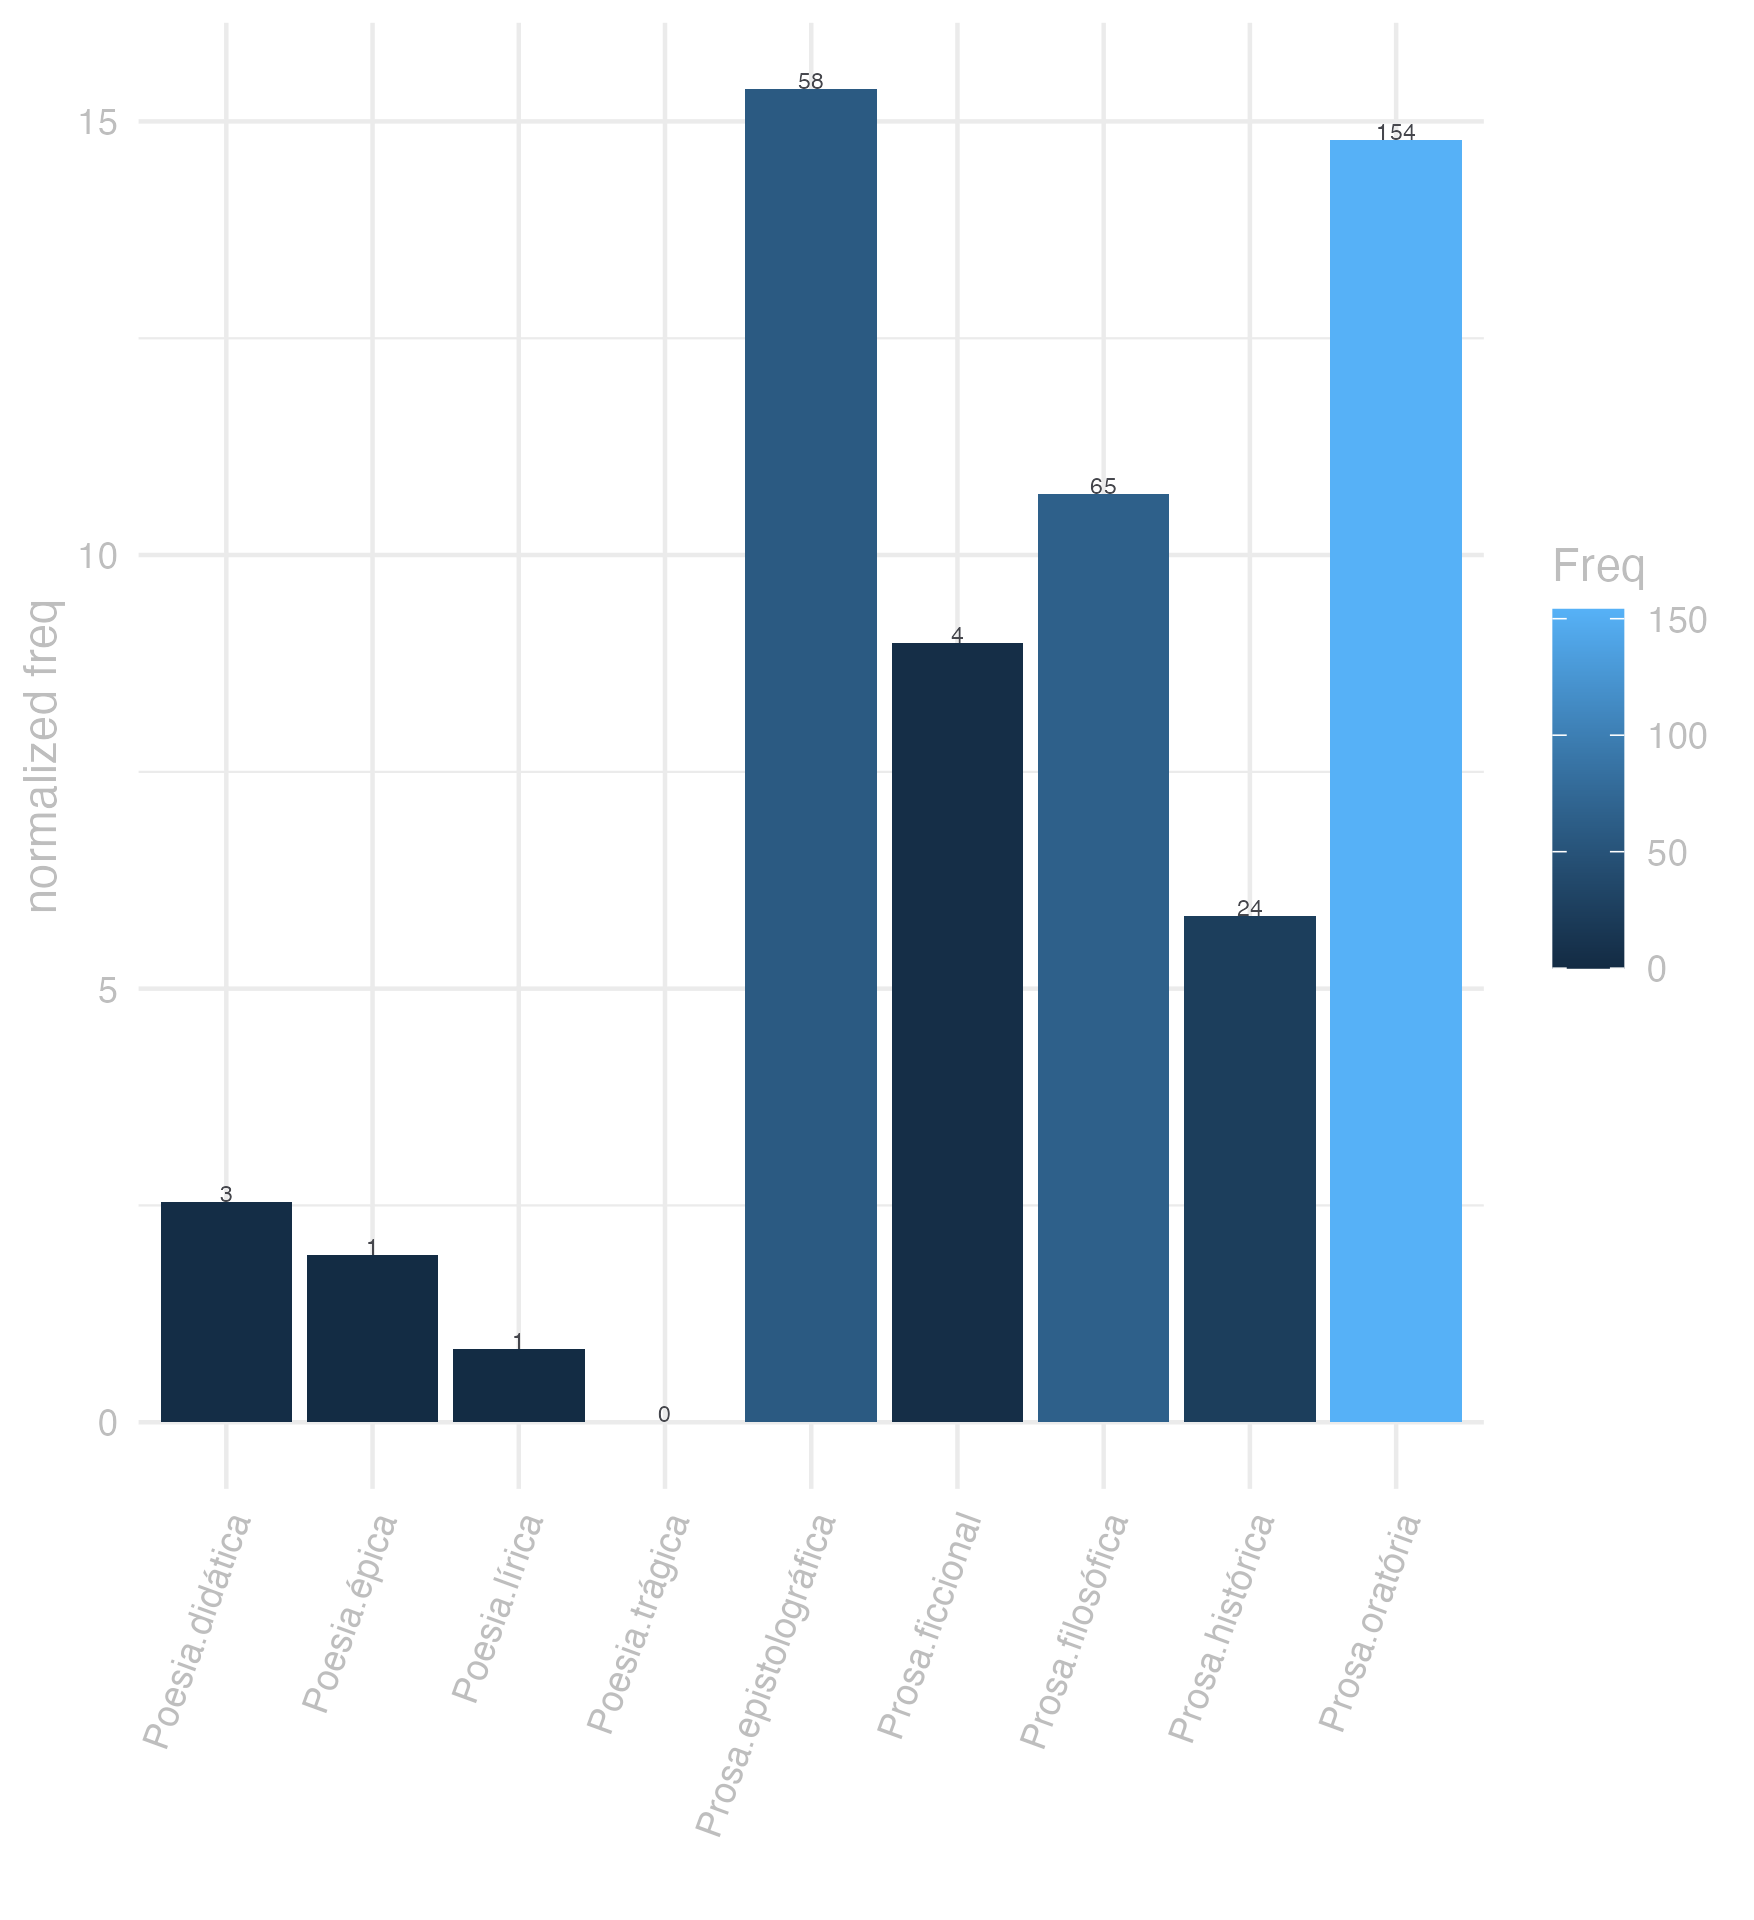 normalized freq
15
10
5
0
3
1
1
0
58
4
65
24
154
Poesia.didática
Poesia.épica
Poesia.lírica
Poesia.trágica
Prosa.epistolográfica
Prosa.ficcional
Prosa.filosófica
Prosa.histórica
Prosa.oratória
Freq
150
100
50
0